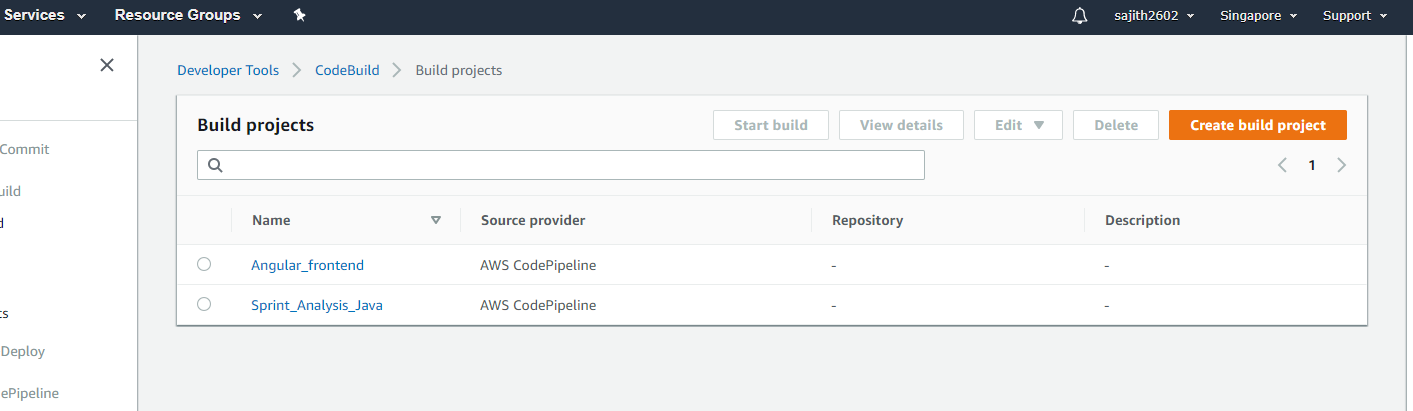 Services Resource Groups sajith2602 Singapore Support
Developer Tools CodeBuild Build projects
Build projects Start build View details Edit Delete Create build project
1
Name Source provider Repository Description
Angular_frontend AWS CodePipeline - -
Sprint_Analysis_Java AWS CodePipeline - -
Commit
uild
d
ts
Deploy
ePipeline